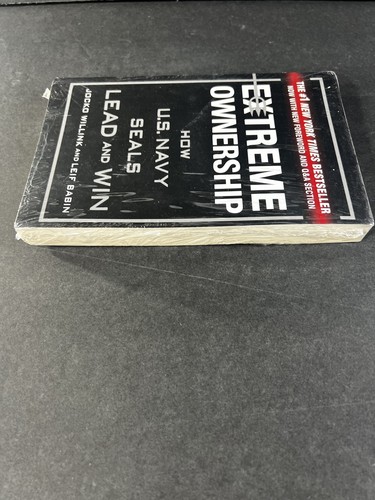 THE #1 NEW YORK TIMES BESTSELLER
NOW WITH NEW FOREWORD AND Q&A SECTION
EXTREME
OWNERSHIP
HOW
U.S. NAVY
SEALS
LEAD AND WIN
JOCKO WILLINK AND LEIF BABIN